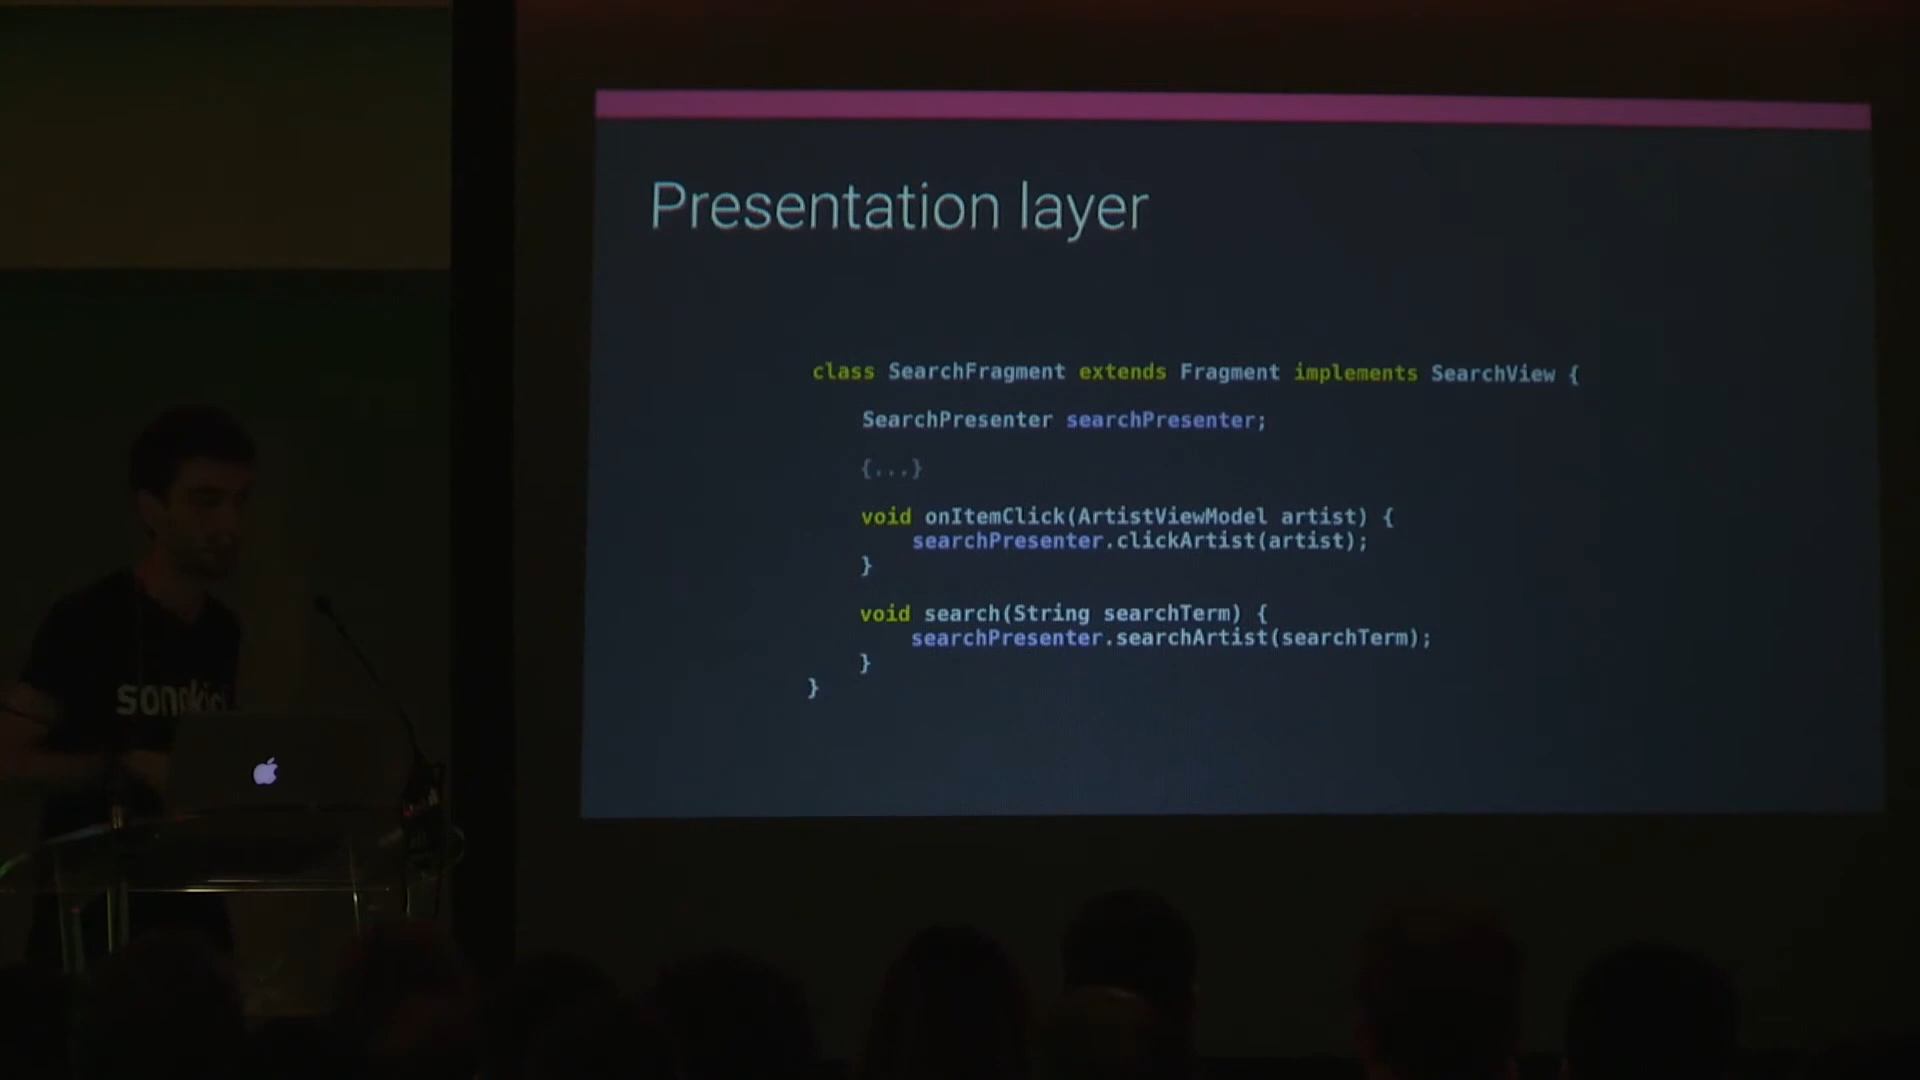 Presentation layer
class SearchFragment extends Fragment implements SearchView {
SearchPresenter searchPresenter;
{...}
void onItemClick(ArtistViewModel artist) {
searchPresenter.clickArtist(artist);
}
void search(String searchTerm) {
searchPresenter.searchArtist(searchTerm);
}
}